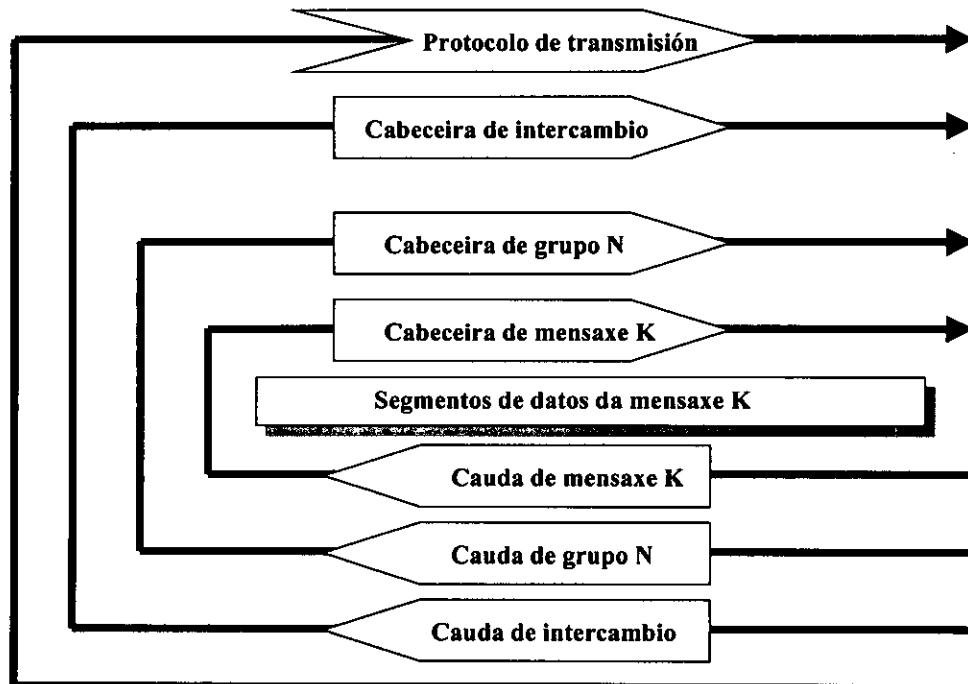 Protocolo de transmisión
Cabeceira de intercambio
Cabeceira de grupo N
Cabeceira de mensaxe K
Segmentos de datos da mensaxe K
Cauda de mensaxe K
Cauda de grupo N
Cauda de intercambio